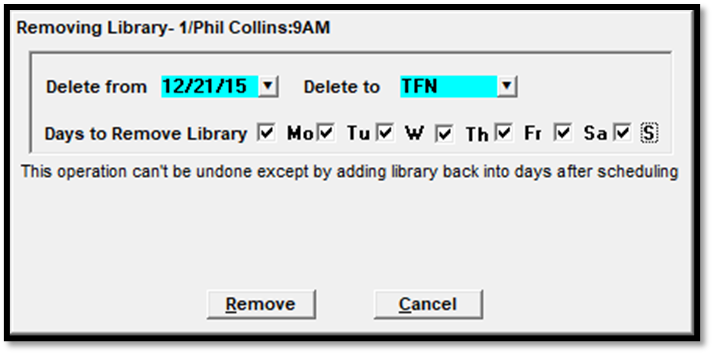 Removing Library- 1/Phil Collins:9AM
Delete from 12/21/15 Delete to TFN
Days to Remove Library Mo Tu W Th Fr Sa S
This operation can't be undone except by adding library back into days after scheduling
Remove Cancel